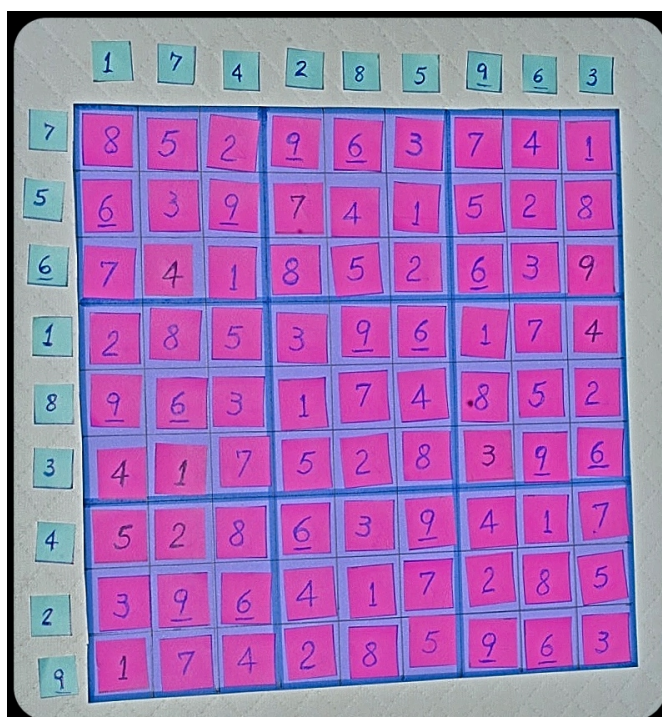 1 7 4 2 8 5 9 6 3
7 8 5 2 9 6 3 7 4 1
5 6 3 9 7 4 1 5 2 8
6 7 4 1 8 5 2 6 3 9
1 2 8 5 3 9 6 1 7 4
8 9 6 3 1 7 4 8 5 2
3 4 1 7 5 2 8 3 9 6
4 5 2 8 6 3 9 4 1 7
2 3 9 6 4 1 7 2 8 5
9 1 7 4 2 8 5 9 6 3